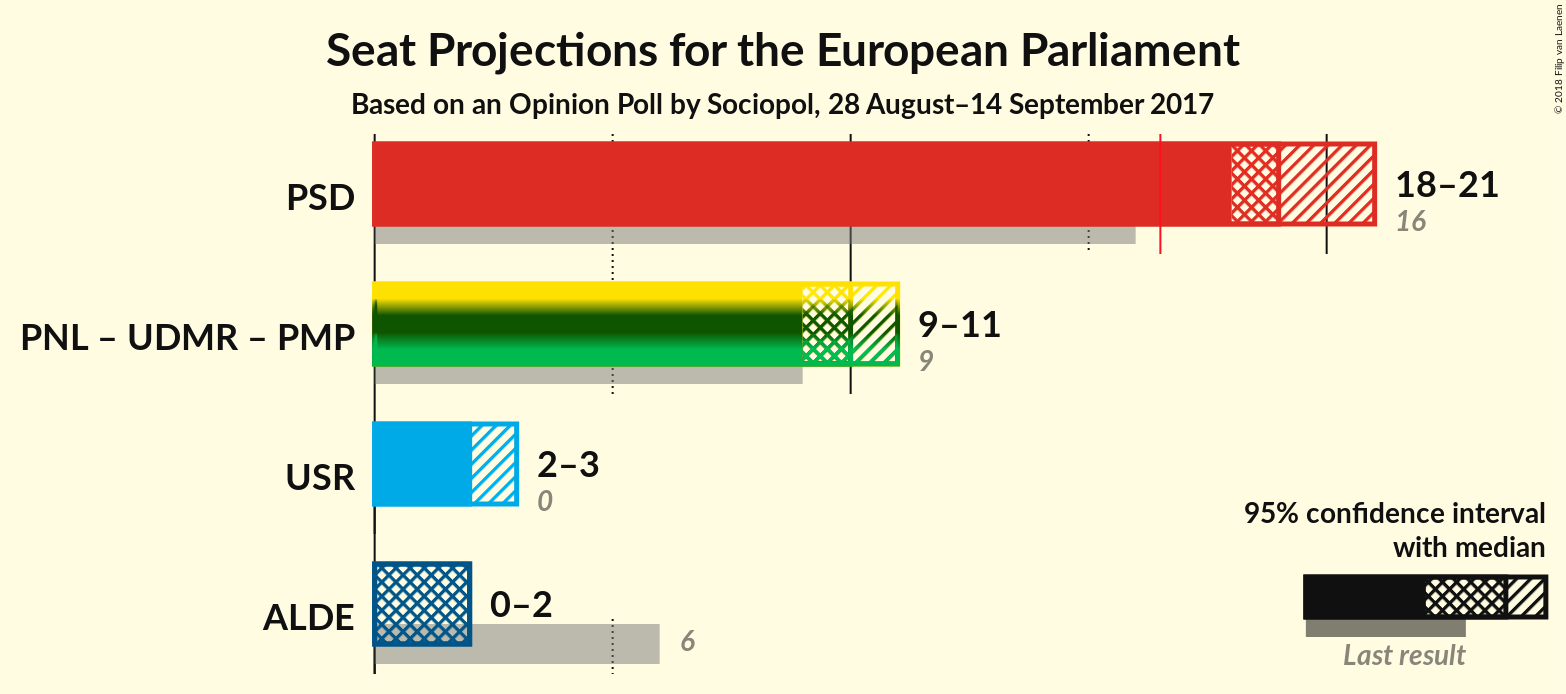 Seat Projections for the European Parliament
Based on an Opinion Poll by Sociopol, 28 August–14 September 2017
© 2018 Filip van Laenen
PSD
18–21
16
PNL – UDMR – PMP
9–11
9
USR
2–3
0
ALDE
0–2
6
95% confidence interval
with median
Last result